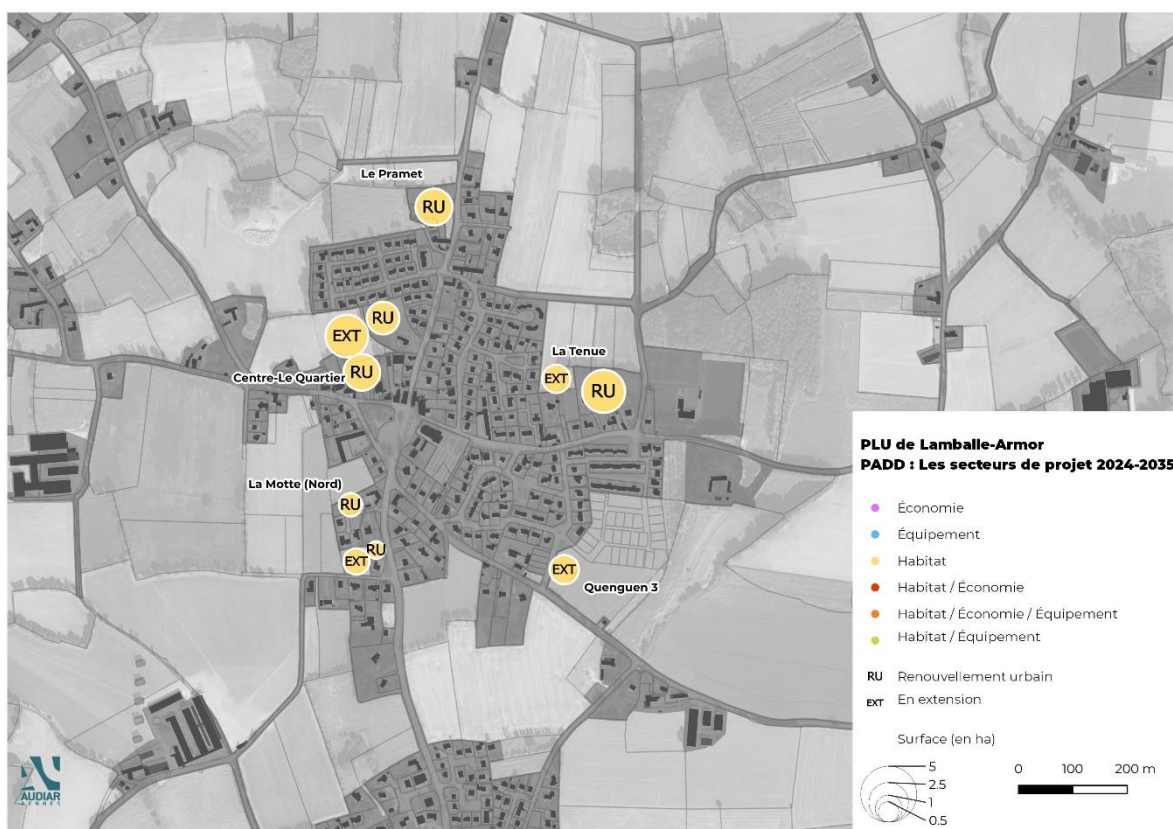 Le Pramet
RU
RU
EXT
RU
Centre-Le Quartier
La Tenue
EXT
RU
La Motte (Nord)
RU
RU
EXT
EXT
Quenguen 3
PLU de Lamballe-Armor
PADD : Les secteurs de projet 2024-2035
Économie
Équipement
Habitat
Habitat / Économie
Habitat / Économie / Équipement
Habitat / Équipement
RU Renouvellement urbain
EXT En extension
Surface (en ha)
5
2.5
1
0.5
0 100 200 m
AUDIAR
RENNES